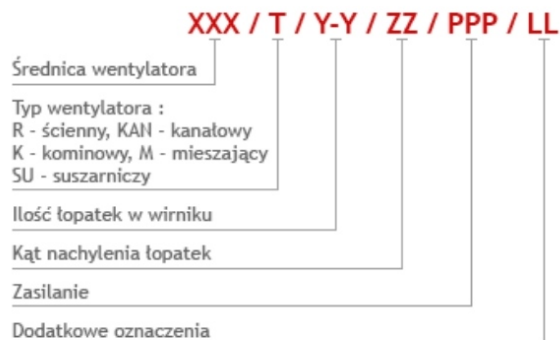 XXX / T / Y-Y / ZZ / PPP / LL
Średnica wentylatora
Typ wentylatora :
R - ścienny, KAN - kanałowy
K - kominowy, M - mieszający
SU - suszarniczy
Ilość łopatek w wirniku
Kąt nachylenia łopatek
Zasilanie
Dodatkowe oznaczenia